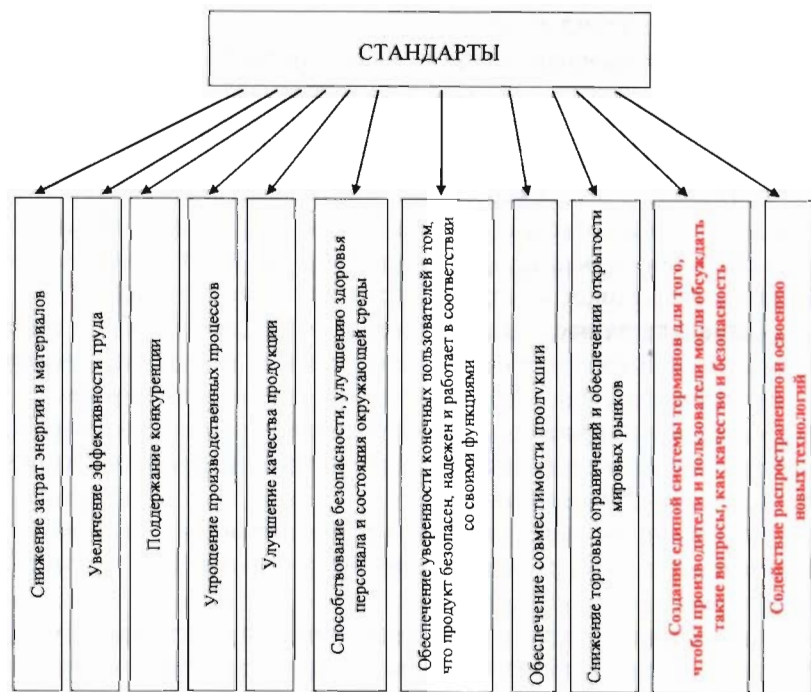 СТАНДАРТЫ
Снижение затрат энергии и материалов
Увеличение эффективности труда
Поддержание конкуренции
Упрощение производственных процессов
Улучшение качества продукции
Способствование безопасности, улучшению здоровья
персонала и состояния окружающей среды
Обеспечение уверенности конечных пользователей в том,
что продукт безопасен, надежен и работает в соответствии
со своими функциями
Обеспечение совместимости продукции
Снижение торговых ограничений и обеспечении открытости
мировых рынков
Создание единой системы терминов для того,
чтобы производители и пользователи могли обсуждать
такие вопросы, как качество и безопасность
Содействие распространению и освоению
новых технологий